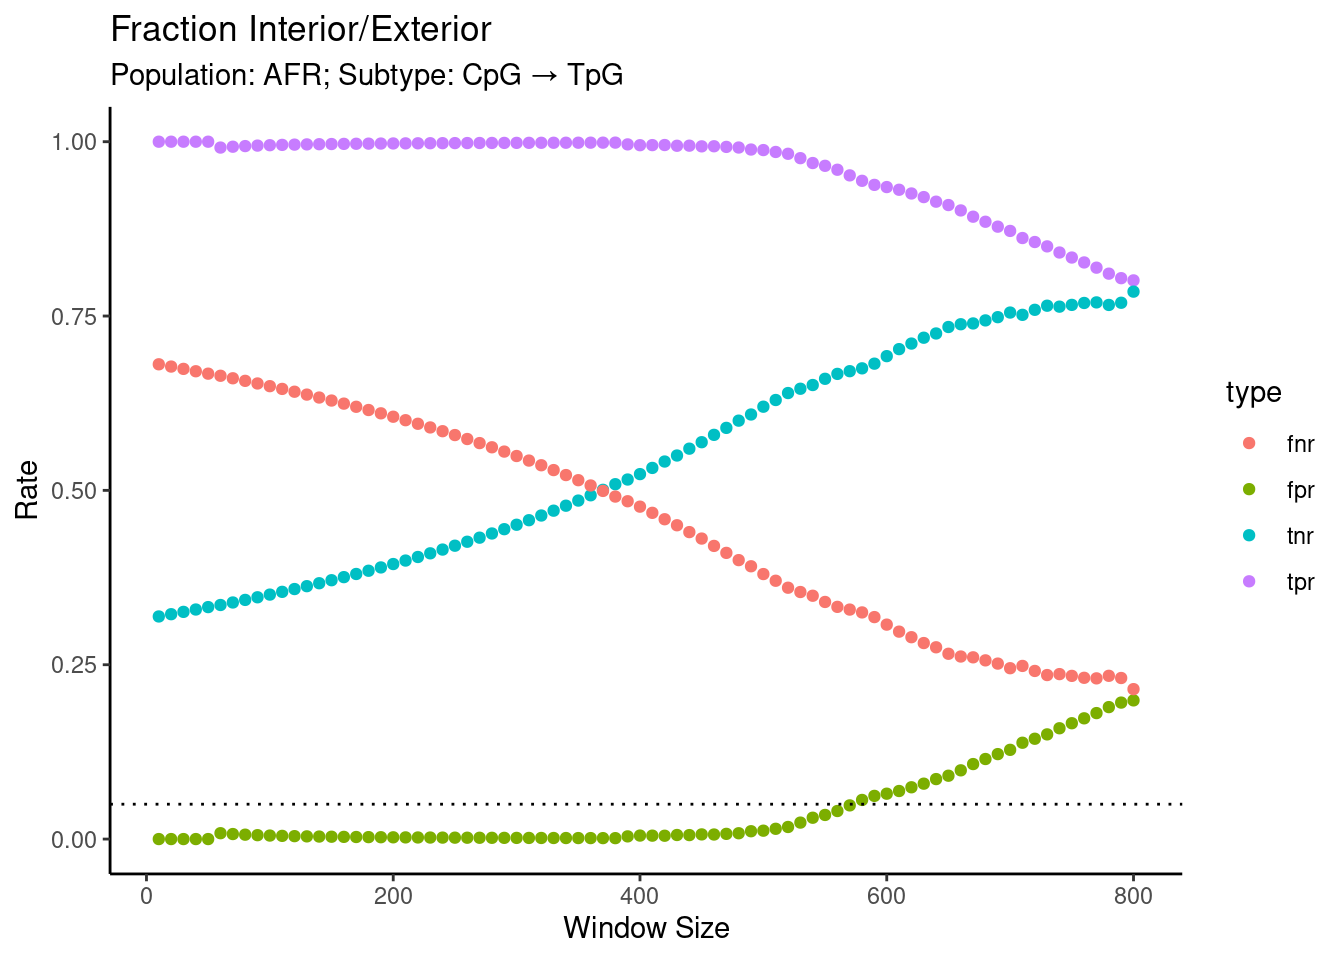 Fraction Interior/Exterior
Population: AFR; Subtype: CpG → TpG
1.00
0.75
0.50
0.25
0.00
Rate
0 200 400 600 800
Window Size
type
fnr
fpr
tnr
tpr